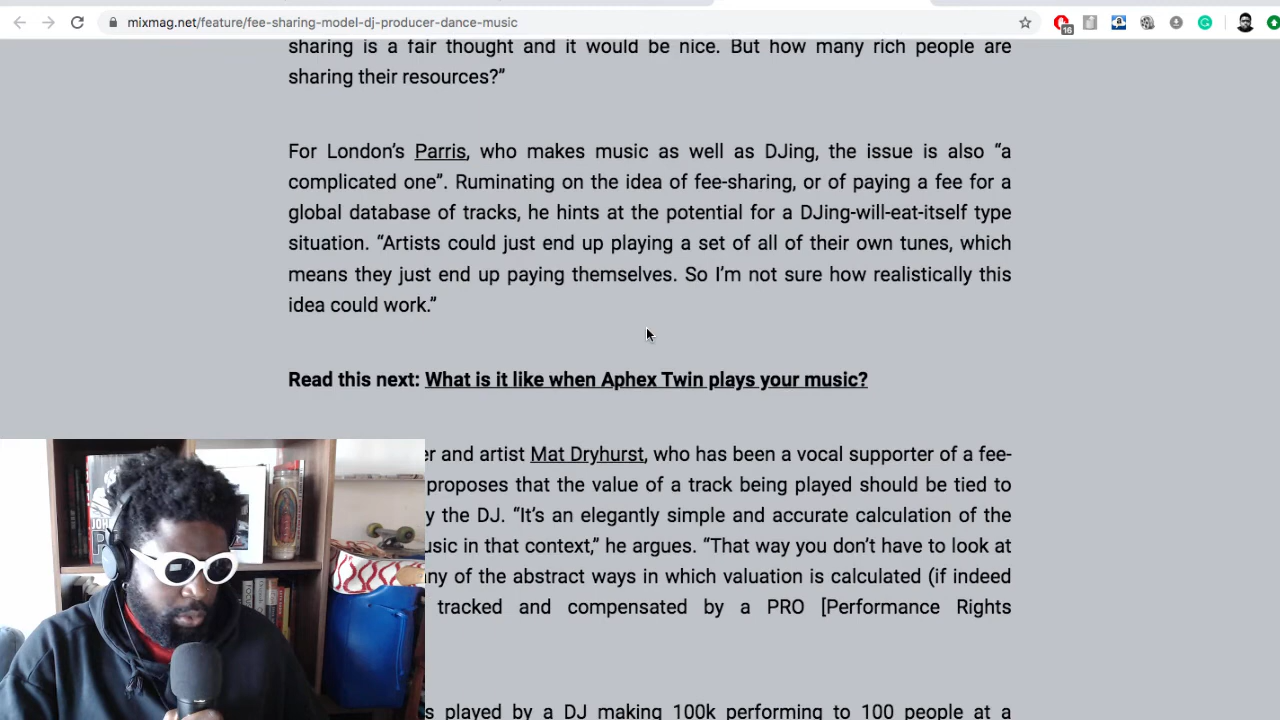 mixmag.net/feature/fee-sharing-model-dj-producer-dance-music
16
sharing is a fair thought and it would be nice. But how many rich people are
sharing their resources?”
For London’s Parris, who makes music as well as DJing, the issue is also “a
complicated one”. Ruminating on the idea of fee-sharing, or of paying a fee for a
global database of tracks, he hints at the potential for a DJing-will-eat-itself type
situation. “Artists could just end up playing a set of all of their own tunes, which
means they just end up paying themselves. So I’m not sure how realistically this
idea could work.”
Read this next: What is it like when Aphex Twin plays your music?
er and artist Mat Dryhurst, who has been a vocal supporter of a fee-
proposes that the value of a track being played should be tied to
y the DJ. “It’s an elegantly simple and accurate calculation of the
usic in that context,” he argues. “That way you don’t have to look at
ny of the abstract ways in which valuation is calculated (if indeed
tracked and compensated by a PRO [Performance Rights
s played by a DJ making 100k performing to 100 people at a